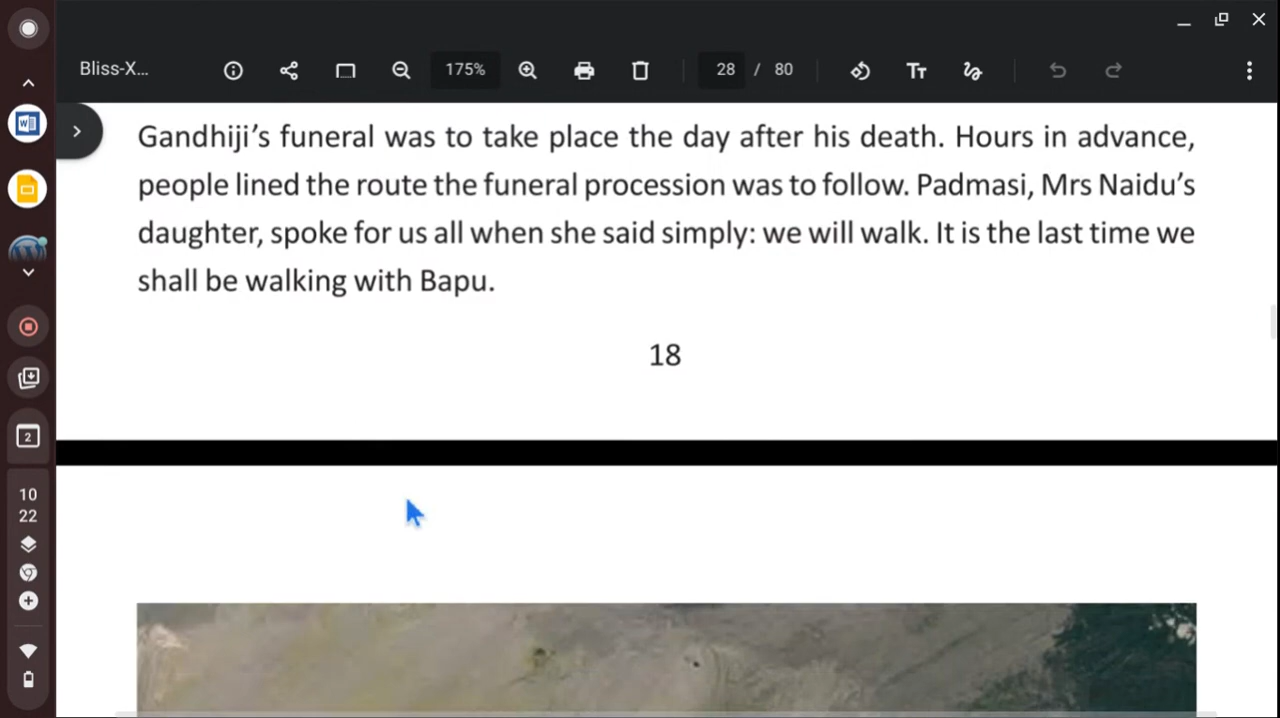 Bliss-X...
175%
28 / 80
Tт
Gandhiji’s funeral was to take place the day after his death. Hours in advance,
people lined the route the funeral procession was to follow. Padmasi, Mrs Naidu’s
daughter, spoke for us all when she said simply: we will walk. It is the last time we
shall be walking with Bapu.
18
W
2
10
22